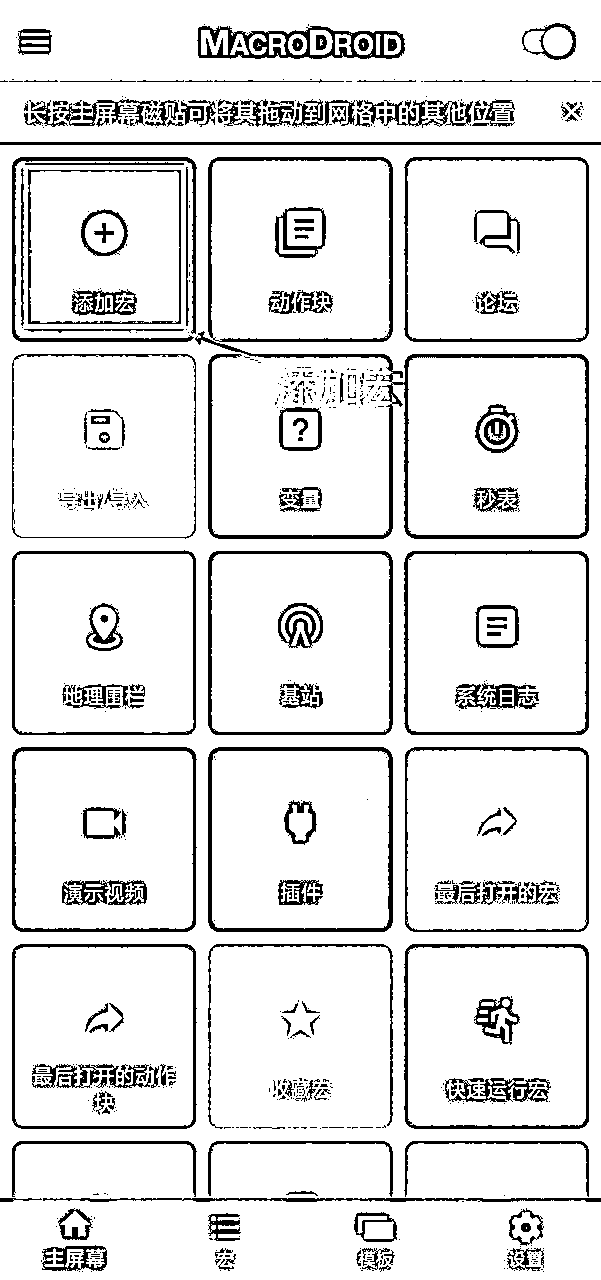 MACRODROID
长按主屏幕磁贴可将其拖动到网格中的其他位置
添加宏
动作块
论坛
添加宏
导出/导入
变量
秒表
地理围栏
基站
系统日志
演示视频
插件
最后打开的宏
最后打开的动作
块
收藏宏
快速运行宏
主屏幕
宏
模板
设置